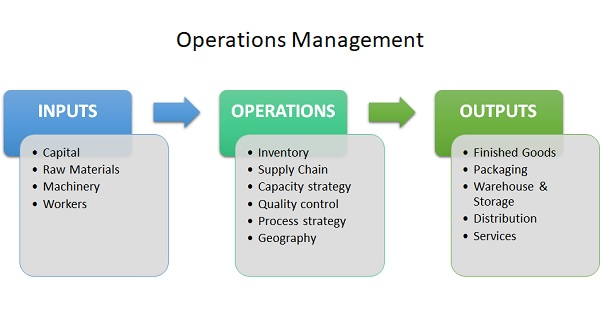 Operations Management
INPUTS
• Capital
• Raw Materials
• Machinery
• Workers
OPERATIONS
• Inventory
• Supply Chain
• Capacity strategy
• Quality control
• Process strategy
• Geography
OUTPUTS
• Finished Goods
• Packaging
• Warehouse &
Storage
• Distribution
• Services